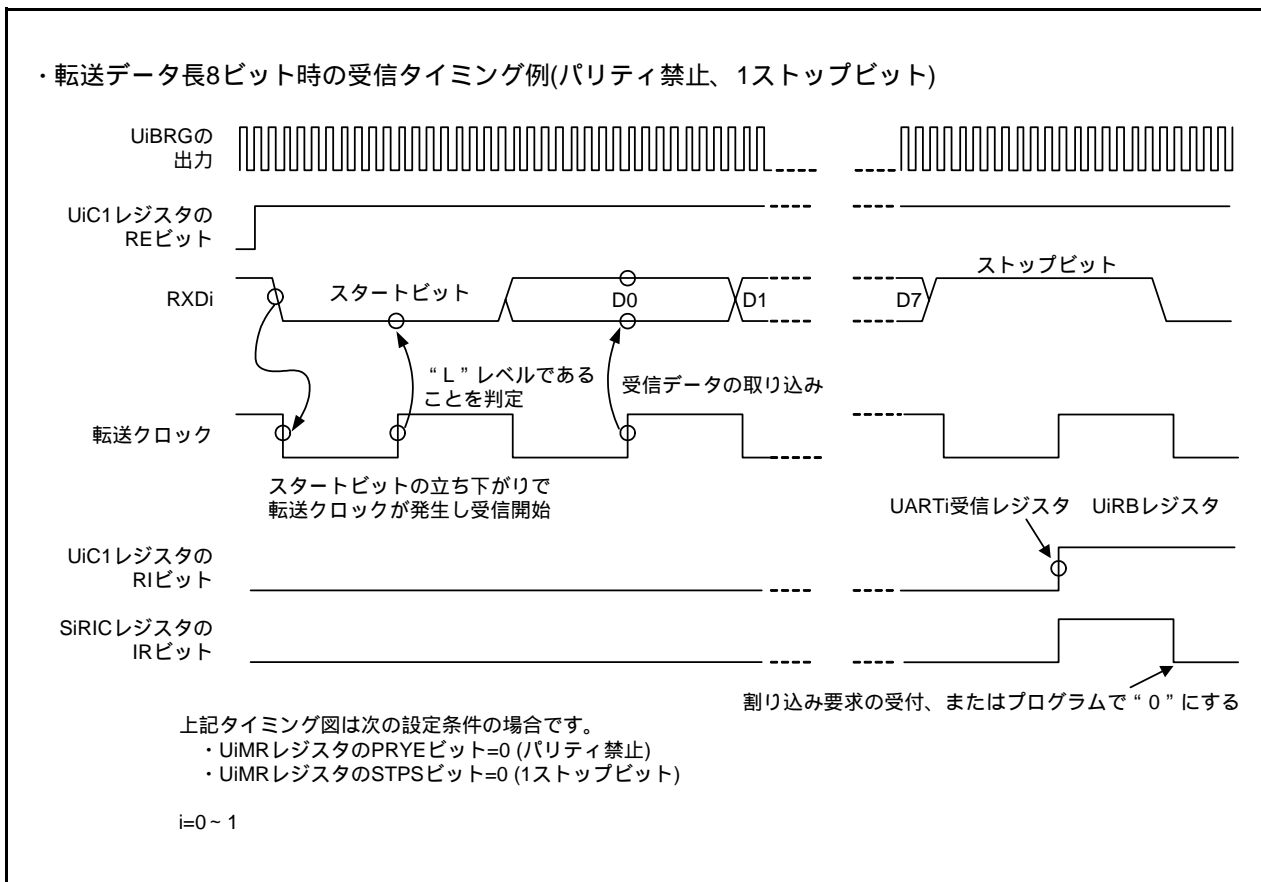 ・転送データ長8ビット時の受信タイミング例(パリティ禁止、1ストップビット)
UiBRGの
出力
UiC1レジスタの
REビット
RXDi
スタートビット
D0
D1
D7
ストップビット
“L”レベルである
ことを判定
受信データの取り込み
転送クロック
スタートビットの立ち下がりで
転送クロックが発生し受信開始
UARTi受信レジスタ UiRBレジスタ
UiC1レジスタの
RIビット
SiRICレジスタの
IRビット
割り込み要求の受付、またはプログラムで“0”にする
上記タイミング図は次の設定条件の場合です。
・UiMRレジスタのPRYEビット=0 (パリティ禁止)
・UiMRレジスタのSTPSビット=0 (1ストップビット)
i=0~1